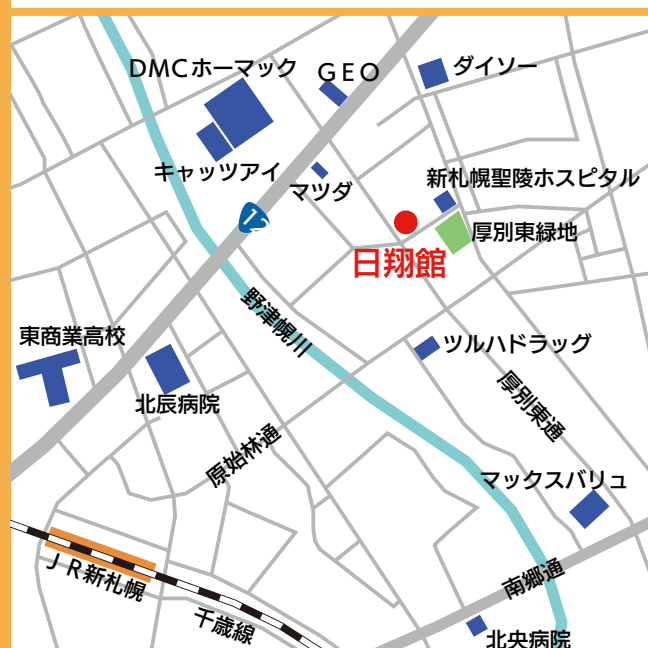 DMCホーマック
GEO
ダイソー
キャッツアイ
マツダ
新札幌聖陵ホスピタル
12
厚別東緑地
日翔館
野津幌川
東商業高校
ツルハドラッグ
北辰病院
厚別東通
原始林通
マックスバリュ
JR新札幌
南郷通
千歳線
北央病院